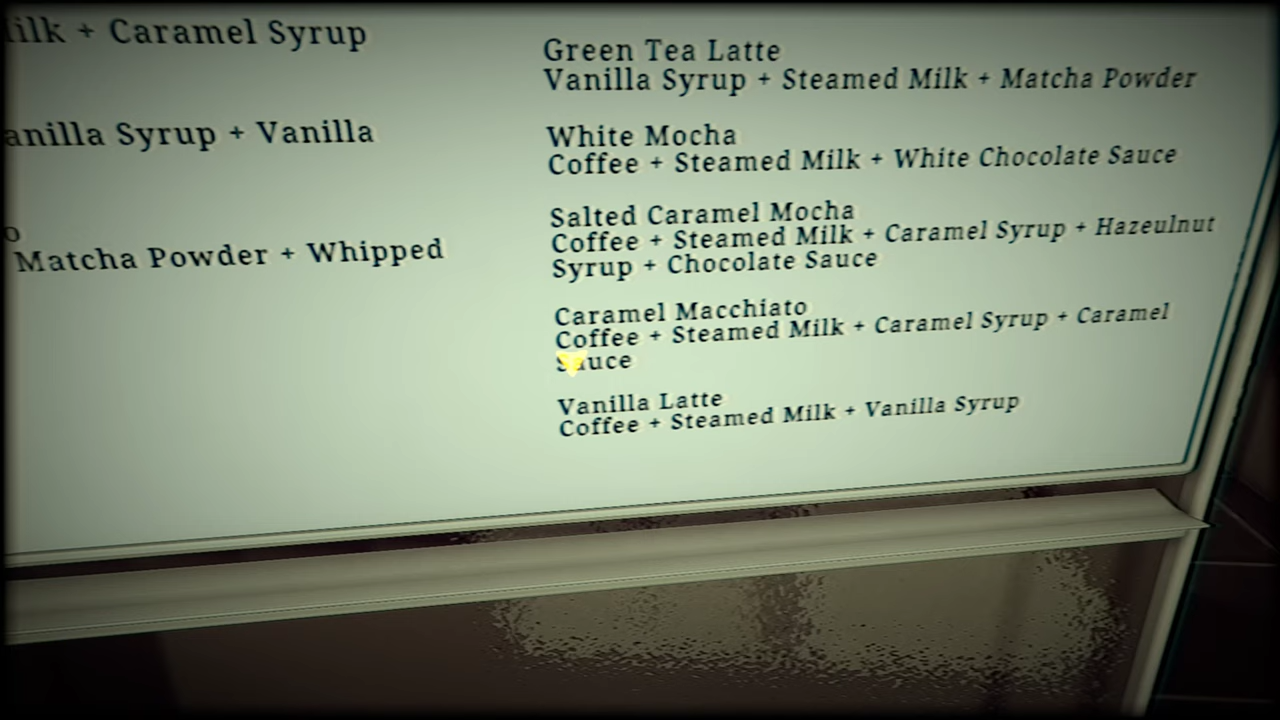 + Caramel Syrup
Syrup + Vanilla
Matcha Powder + Whipped
Green Tea Latte
Vanilla Syrup + Steamed Milk + Matcha Powder
White Mocha
Coffee + Steamed Milk + White Chocolate Sauce
Salted Caramel Mocha
Coffee + Steamed Milk + Caramel Syrup + Hazeulnut
Syrup + Chocolate Sauce
Caramel Macchiato
Coffee + Steamed Milk + Caramel Syrup + Caramel
Sauce
Vanilla Latte
Coffee + Steamed Milk + Vanilla Syrup